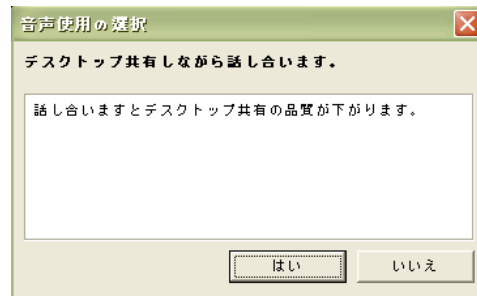 音声使用の選択
デスクトップ共有しながら話し合います。
話し合いますとデスクトップ共有の品質が下がります。
はい
いいえ